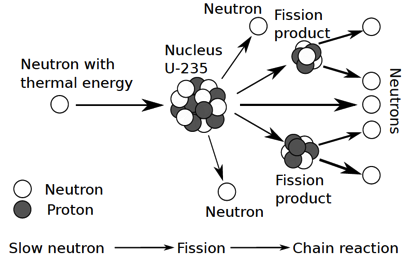 Neutron
Fission
product
Nucleus
U-235
Neutron with
thermal energy
Neutrons
Neutron
Proton
Fission
product
Neutron
Slow neutron
Fission
Chain reaction